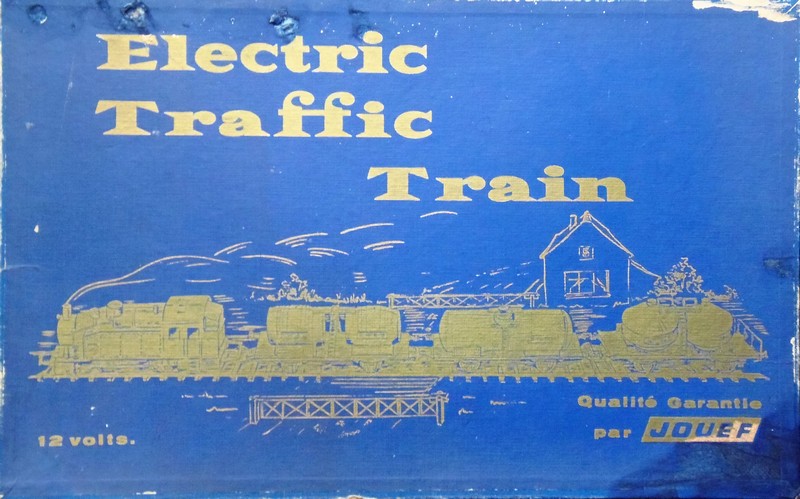 Electric
Traffic
Train
Qualité Garantie
12 volts.
par JOUEF